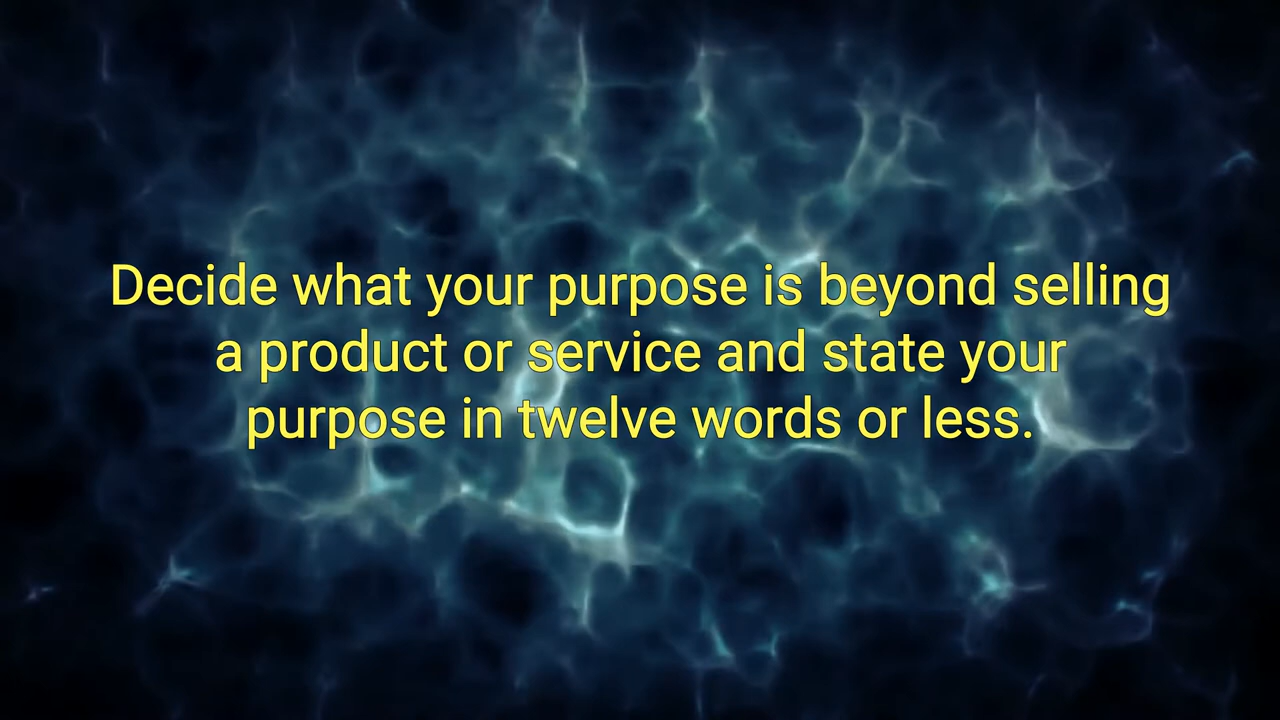 Decide what your purpose is beyond selling
a product or service and state your
purpose in twelve words or less.